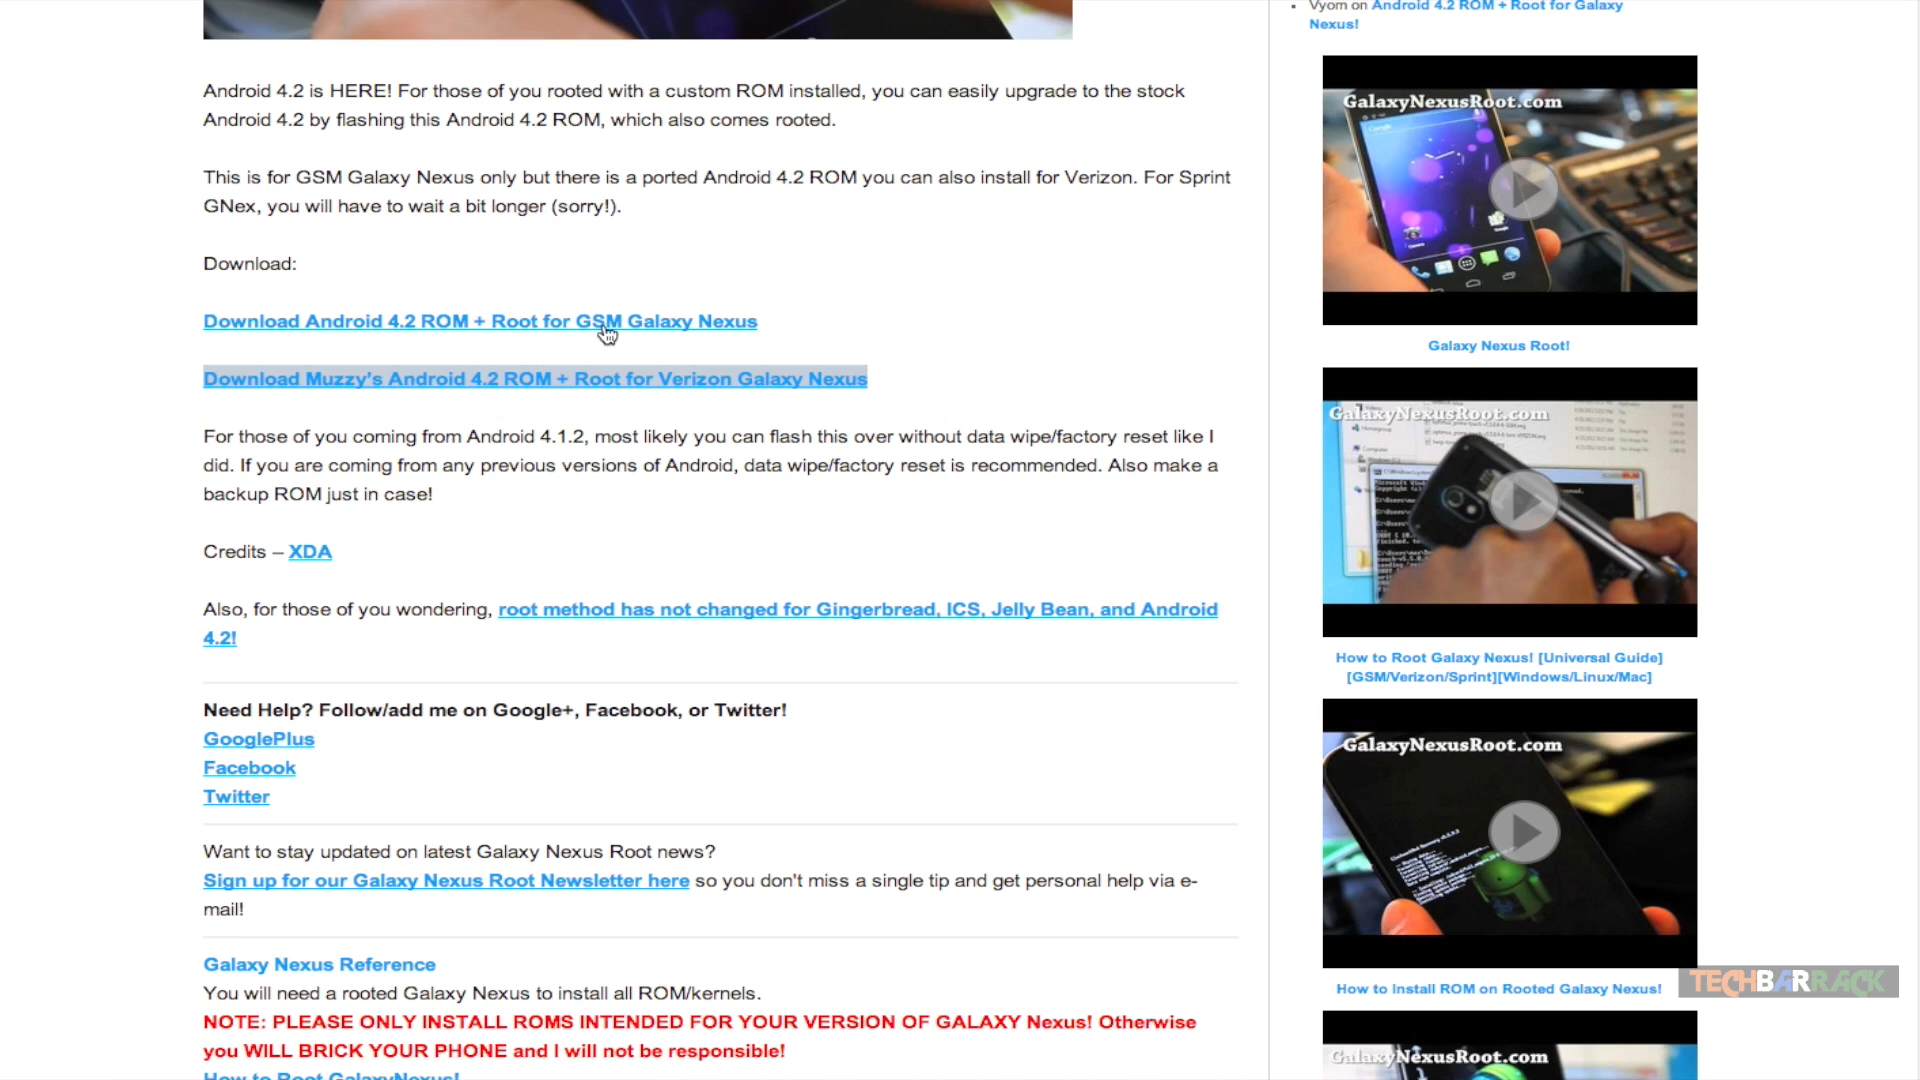 Android 4.2 is HERE! For those of you rooted with a custom ROM installed, you can easily upgrade to the stock
Android 4.2 by flashing this Android 4.2 ROM, which also comes rooted.
This is for GSM Galaxy Nexus only but there is a ported Android 4.2 ROM you can also install for Verizon. For Sprint
GNex, you will have to wait a bit longer (sorry!).
Download:
Download Android 4.2 ROM + Root for GSM Galaxy Nexus
Download Muzzy's Android 4.2 ROM + Root for Verizon Galaxy Nexus
For those of you coming from Android 4.1.2, most likely you can flash this over without data wipe/factory reset like I
did. If you are coming from any previous versions of Android, data wipe/factory reset is recommended. Also make a
backup ROM just in case!
Credits – XDA
Also, for those of you wondering, root method has not changed for Gingerbread, ICS, Jelly Bean, and Android
4.2!
Need Help? Follow/add me on Google+, Facebook, or Twitter!
GooglePlus
Facebook
Twitter
Want to stay updated on latest Galaxy Nexus Root news?
Sign up for our Galaxy Nexus Root Newsletter here so you don't miss a single tip and get personal help via e-
mail!
Galaxy Nexus Reference
You will need a rooted Galaxy Nexus to install all ROM/kernels.
NOTE: PLEASE ONLY INSTALL ROMS INTENDED FOR YOUR VERSION OF GALAXY Nexus! Otherwise
you WILL BRICK YOUR PHONE and I will not be responsible!
How to Root GalaxyNexus!
Vyom on Android 4.2 ROM + Root for Galaxy
Nexus!
GalaxyNexusRoot.com
Galaxy Nexus Root!
GalaxyNexusRoot.com
How to Root Galaxy Nexus! [Universal Guide]
[GSM/Verizon/Sprint][Windows/Linux/Mac]
GalaxyNexusRoot.com
How to Install ROM on Rooted Galaxy Nexus!
GalaxyNexusRoot.com
TECHBARRACK